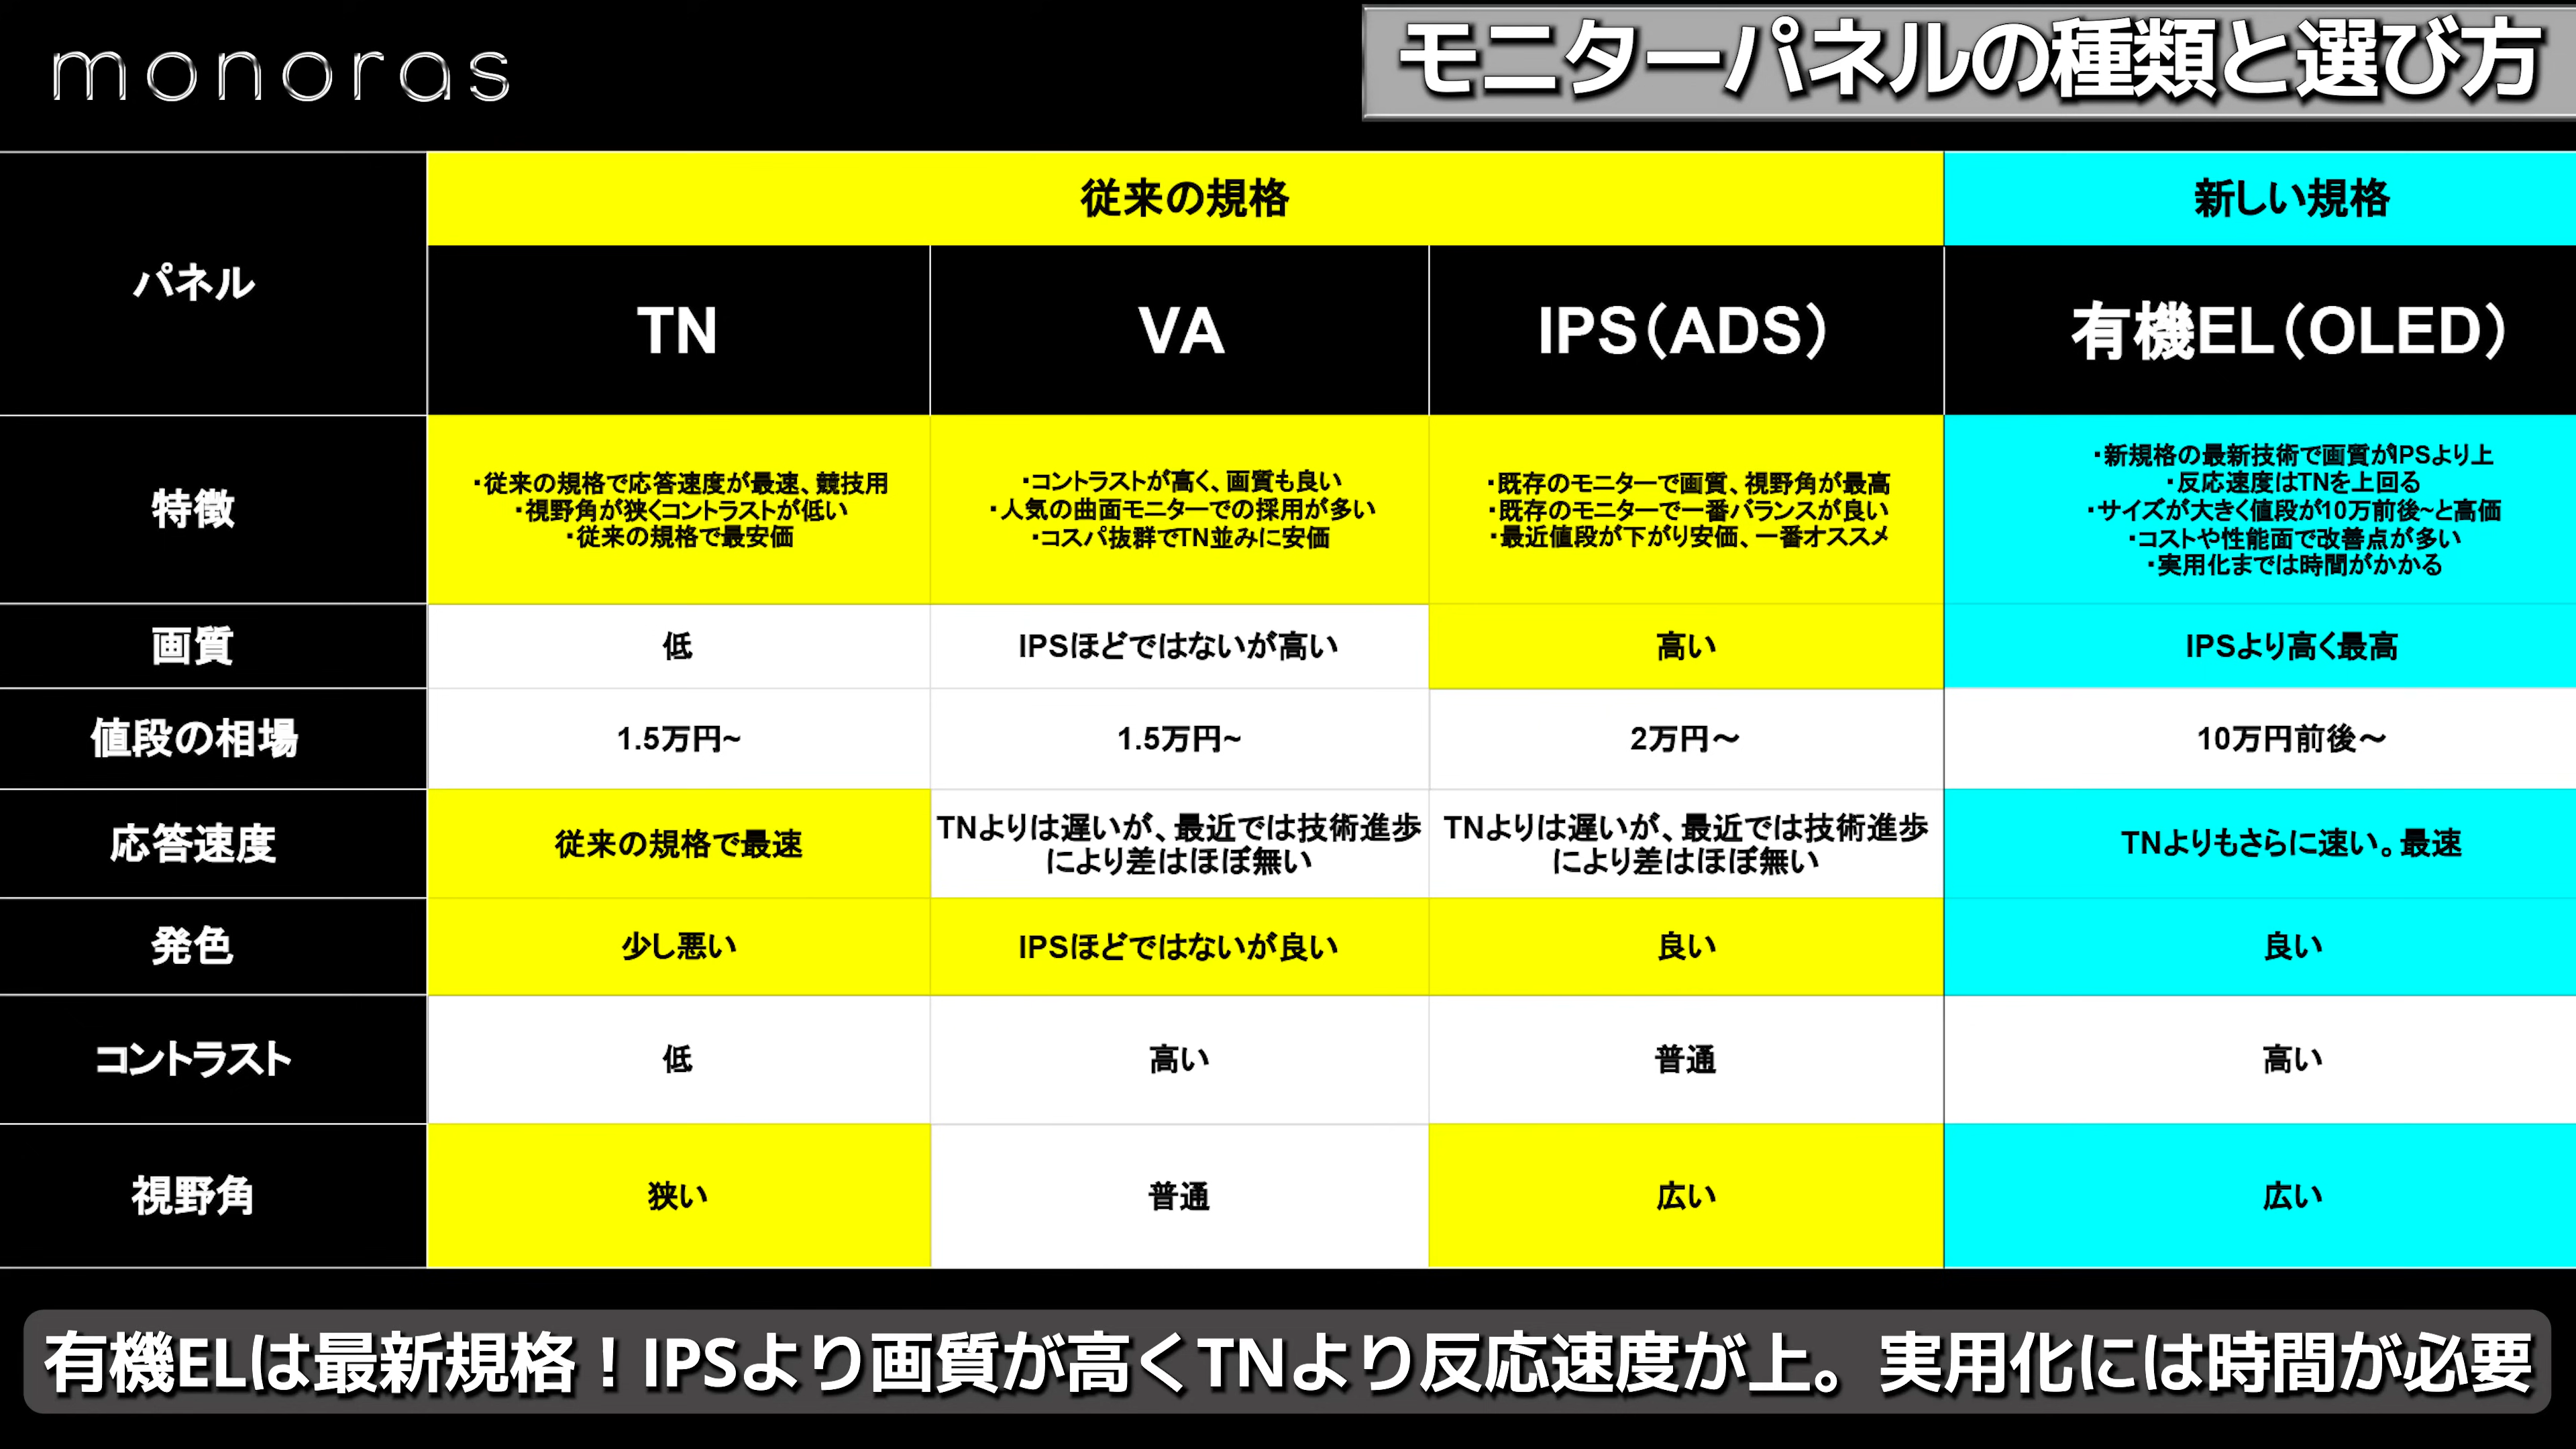 monoras
モニターパネルの種類と選び方
パネル
従来の規格
新しい規格
TN
VA
IPS（ADS）
有機EL（OLED）
特徴
・従来の規格で応答速度が最速、競技用
・視野角が狭くコントラストが低い
・従来の規格で最安価
・コントラストが高く、画質も良い
・人気の曲面モニターでの採用が多い
・コスパ抜群でTN並みに安価
・既存のモニターで画質、視野角が最高
・既存のモニターで一番バランスが良い
・最近値段が下がり安価、一番オススメ
・新規格の最新技術で画質がIPSより上
・反応速度はTNを上回る
・サイズが大きく値段が10万前後~と高価
・コストや性能面で改善点が多い
・実用化までは時間がかかる
画質
低
IPSほどではないが高い
高い
IPSより高く最高
値段の相場
1.5万円~
1.5万円~
2万円〜
10万円前後〜
応答速度
従来の規格で最速
TNよりは遅いが、最近では技術進歩
により差はほぼ無い
TNよりは遅いが、最近では技術進歩
により差はほぼ無い
TNよりもさらに速い。最速
発色
少し悪い
IPSほどではないが良い
良い
良い
コントラスト
低
高い
普通
高い
視野角
狭い
普通
広い
広い
有機ELは最新規格！IPSより画質が高くTNより反応速度が上。実用化には時間が必要